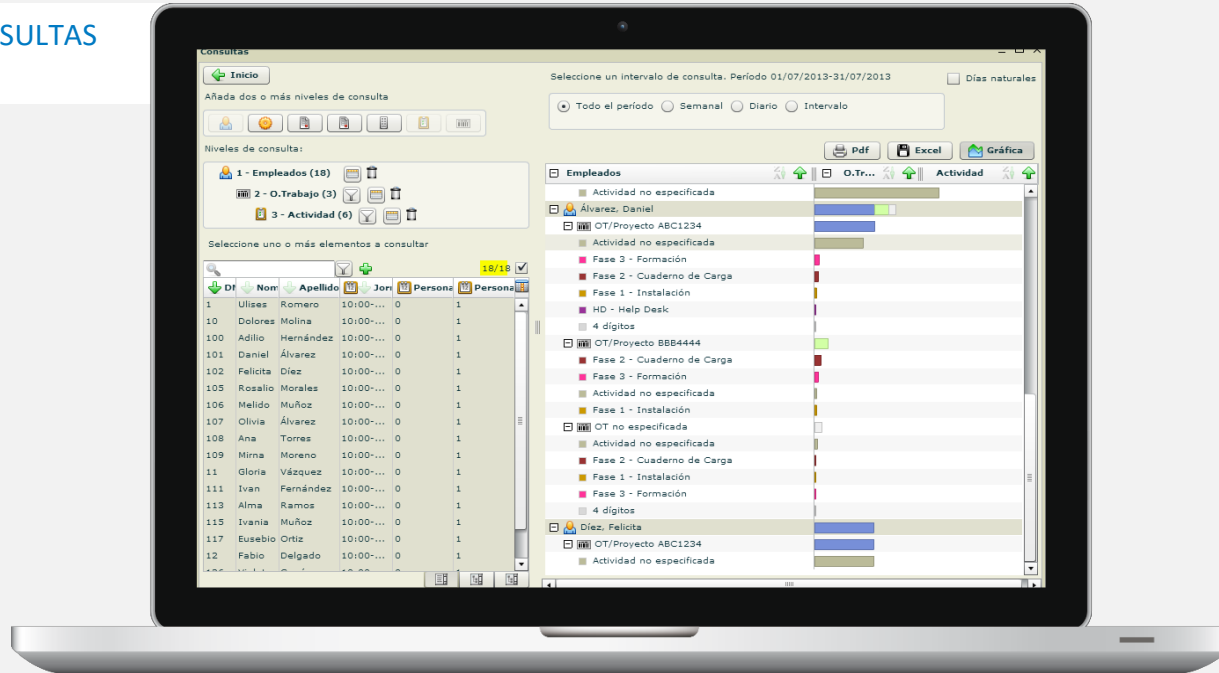 SULTAS
Consultas
Inicio
Añada dos o más niveles de consulta
Niveles de consulta:
1 - Empleados (18)
2 - O.Trabajo (3)
3 - Actividad (6)
Seleccione uno o más elementos a consultar
18/18
Nom Apellido Jorn Persona Persona
1 Ulises Romero 10:00-... 0 1
10 Dolores Molina 10:00-... 0 1
100 Adilio Hernández 10:00-... 0 1
101 Daniel Álvarez 10:00-... 0 1
102 Felicita Díez 10:00-... 0 1
105 Rosalio Morales 10:00-... 0 1
106 Melido Muñoz 10:00-... 0 1
107 Olivia Álvarez 10:00-... 0 1
108 Ana Torres 10:00-... 0 1
109 Mirna Moreno 10:00-... 0 1
11 Gloria Vázquez 10:00-... 0 1
111 Ivan Fernández 10:00-... 0 1
113 Alma Ramos 10:00-... 0 1
115 Ivania Muñoz 10:00-... 0 1
117 Eusebio Ortiz 10:00-... 0 1
12 Fabio Delgado 10:00-... 0 1
Seleccione un intervalo de consulta. Período 01/07/2013-31/07/2013
Días naturales
Todo el período Semanal Diario Intervalo
Pdf Excel Gráfica
Empleados O.Tr... Actividad
Actividad no especificada
Álvarez, Daniel
OT/Proyecto ABC1234
Actividad no especificada
Fase 3 - Formación
Fase 2 - Cuaderno de Carga
Fase 1 - Instalación
HD - Help Desk
4 dígitos
OT/Proyecto BBB4444
Fase 2 - Cuaderno de Carga
Fase 3 - Formación
Actividad no especificada
Fase 1 - Instalación
OT no especificada
Actividad no especificada
Fase 2 - Cuaderno de Carga
Fase 1 - Instalación
Fase 3 - Formación
4 dígitos
Díez, Felicita
OT/Proyecto ABC1234
Actividad no especificada